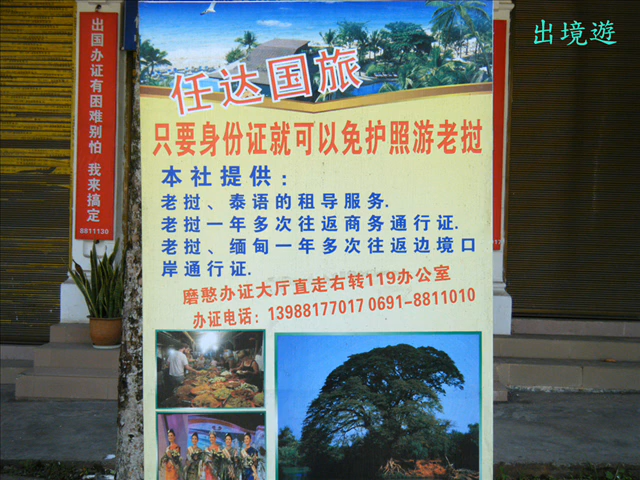 出境遊
出国办证有困难别怕 我来搞定
8811130
任达国旅
只要身份证就可以免护照游老挝
本社提供:
老挝、泰语的租导服务.
老挝一年多次往返商务通行证.
老挝、缅甸一年多次往返边境口
岸通行证.
磨憨办证大厅直走右转119办公室
办证电话: 13988177017 0691-8811010